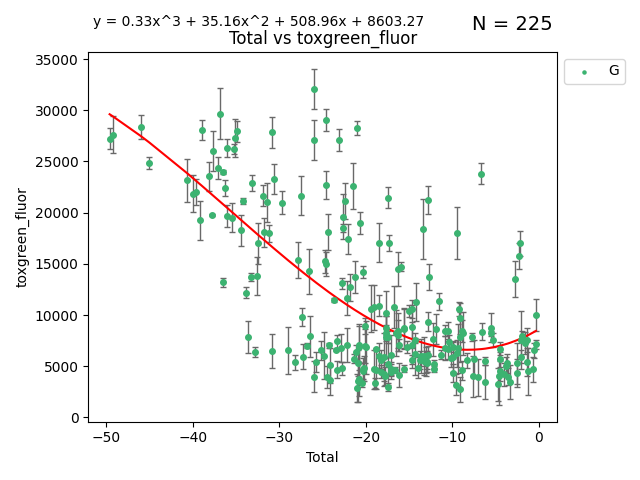 y = 0.33x^3 + 35.16x^2 + 508.96x + 8603.27
N = 225
Total vs toxgreen_fluor
G
toxgreen_fluor
35000
30000
25000
20000
15000
10000
5000
0
−50 −40 −30 −20 −10 0
Total